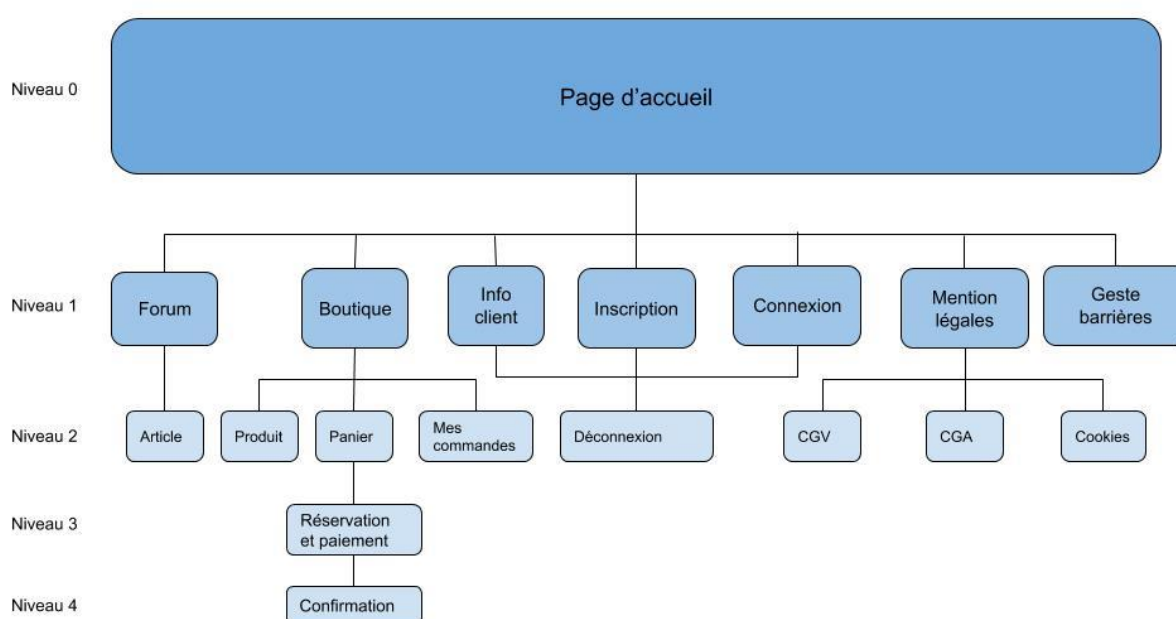 Niveau 0
Page d'accueil
Niveau 1
Forum
Boutique
Info
client
Inscription
Connexion
Mention
légales
Geste
barrières
Niveau 2
Article
Produit
Panier
Mes
commandes
Déconnexion
CGV
CGA
Cookies
Niveau 3
Réservation
et paiement
Niveau 4
Confirmation